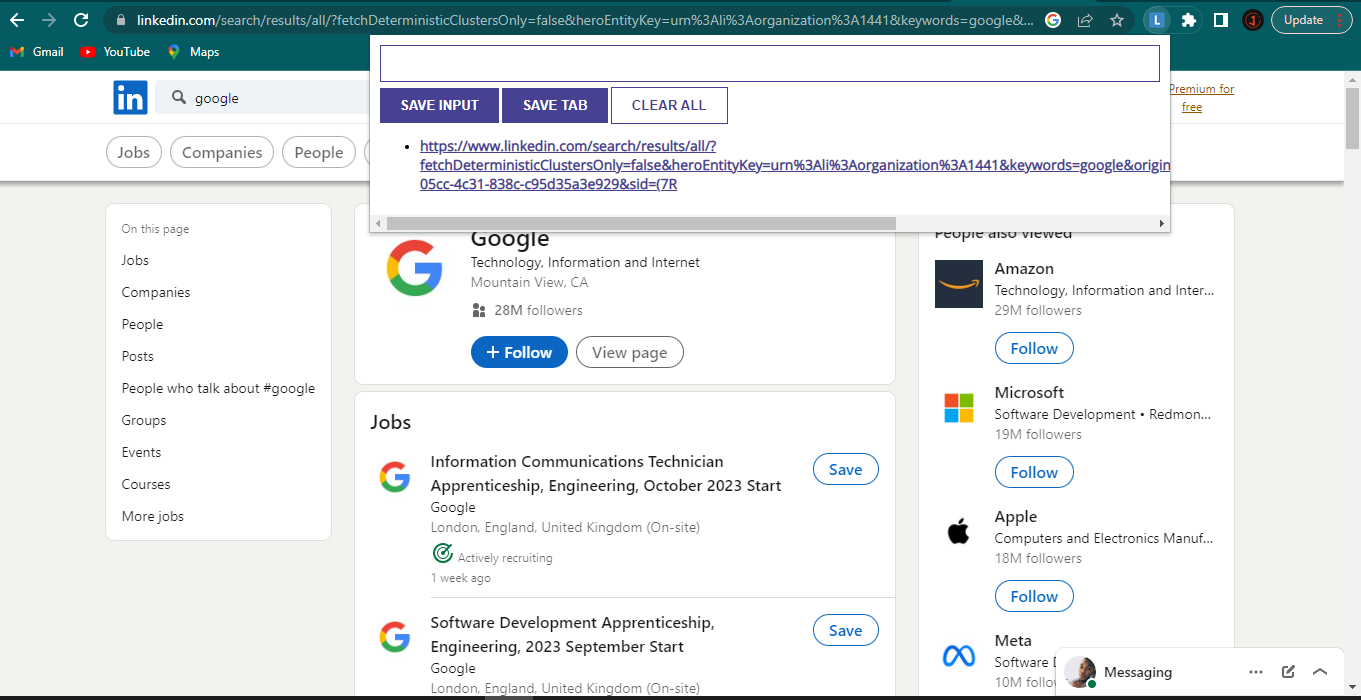 linkedin.com/search/results/all/?fetchDeterministicClustersOnly=false&heroEntityKey=urn%3Ali%3Aorganization%3A1441&keywords=google&...
L
Update
Gmail
YouTube
Maps
in
google
SAVE INPUT
SAVE TAB
CLEAR ALL
Premium for
free
Jobs
Companies
People
https://www.linkedin.com/search/results/all/?
fetchDeterministicClustersOnly=false&heroEntityKey=urn%3Ali%3Aorganization%3A1441&keywords=google&origin
05cc-4c31-838c-c95d35a3e929&sid=(7R
On this page
Jobs
Companies
People
Posts
People who talk about #google
Groups
Events
Courses
More jobs
Google
Technology, Information and Internet
Mountain View, CA
28M followers
+ Follow
View page
Jobs
Information Communications Technician
Apprenticeship, Engineering, October 2023 Start
Google
London, England, United Kingdom (On-site)
Actively recruiting
1 week ago
Save
Software Development Apprenticeship,
Engineering, 2023 September Start
Google
London, England, United Kingdom (On-site)
Save
People also viewed
Amazon
Technology, Information and Inter...
29M followers
Follow
Microsoft
Software Development • Redmon...
19M followers
Follow
Apple
Computers and Electronics Manuf...
18M followers
Follow
Meta
Software D
10M follow
Messaging